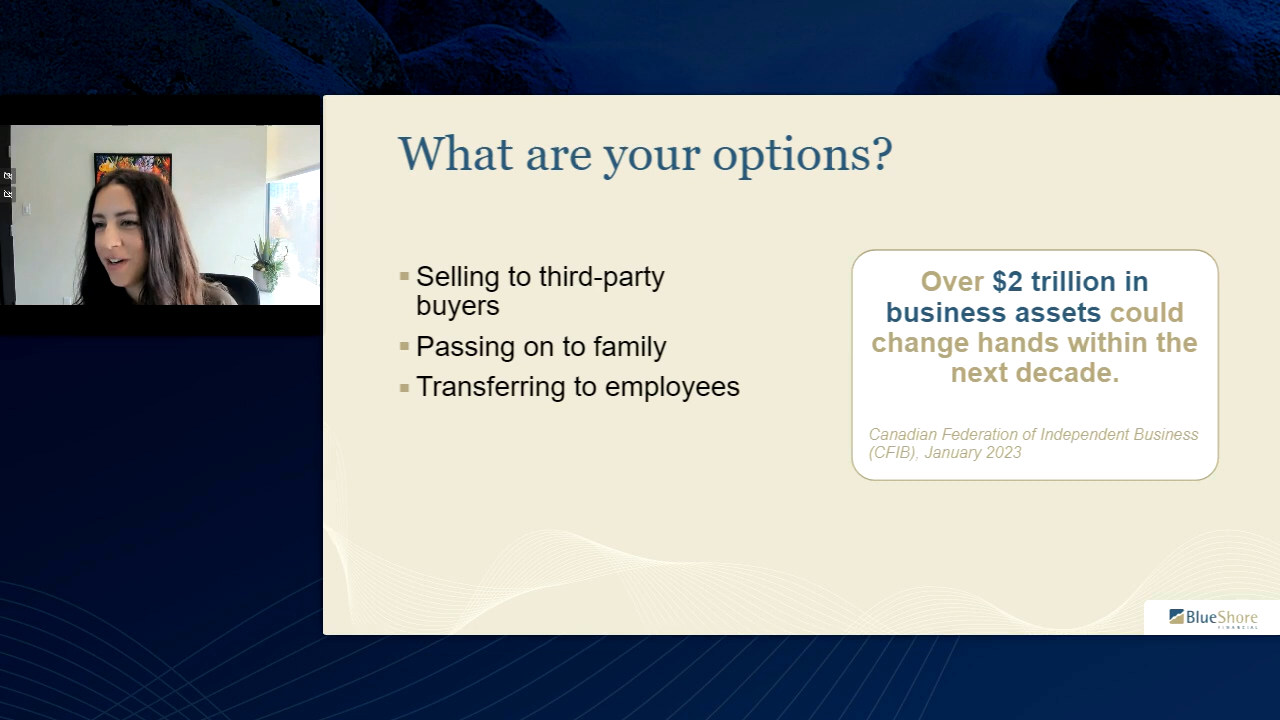 What are your options?
Selling to third-party
buyers
Passing on to family
Transferring to employees
Over $2 trillion in
business assets could
change hands within the
next decade.
Canadian Federation of Independent Business
(CFIB), January 2023
BlueShore
FINANCIAL